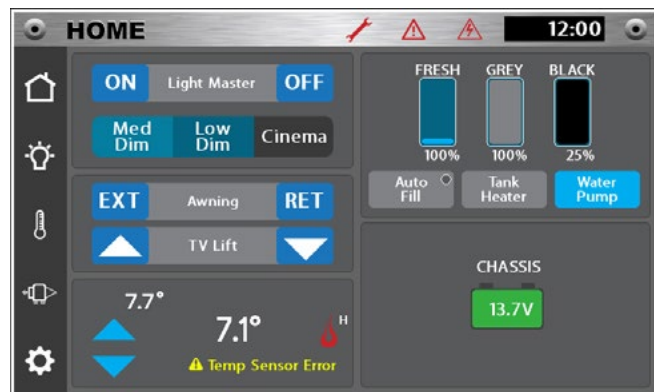 HOME
12:00
ON Light Master OFF
Med Dim Low Dim Cinema
EXT Awning RET
TV Lift
7.7°
7.1°
H
Temp Sensor Error
FRESH GREY BLACK
100% 100% 25%
Auto Fill Tank Heater Water Pump
CHASSIS
13.7V